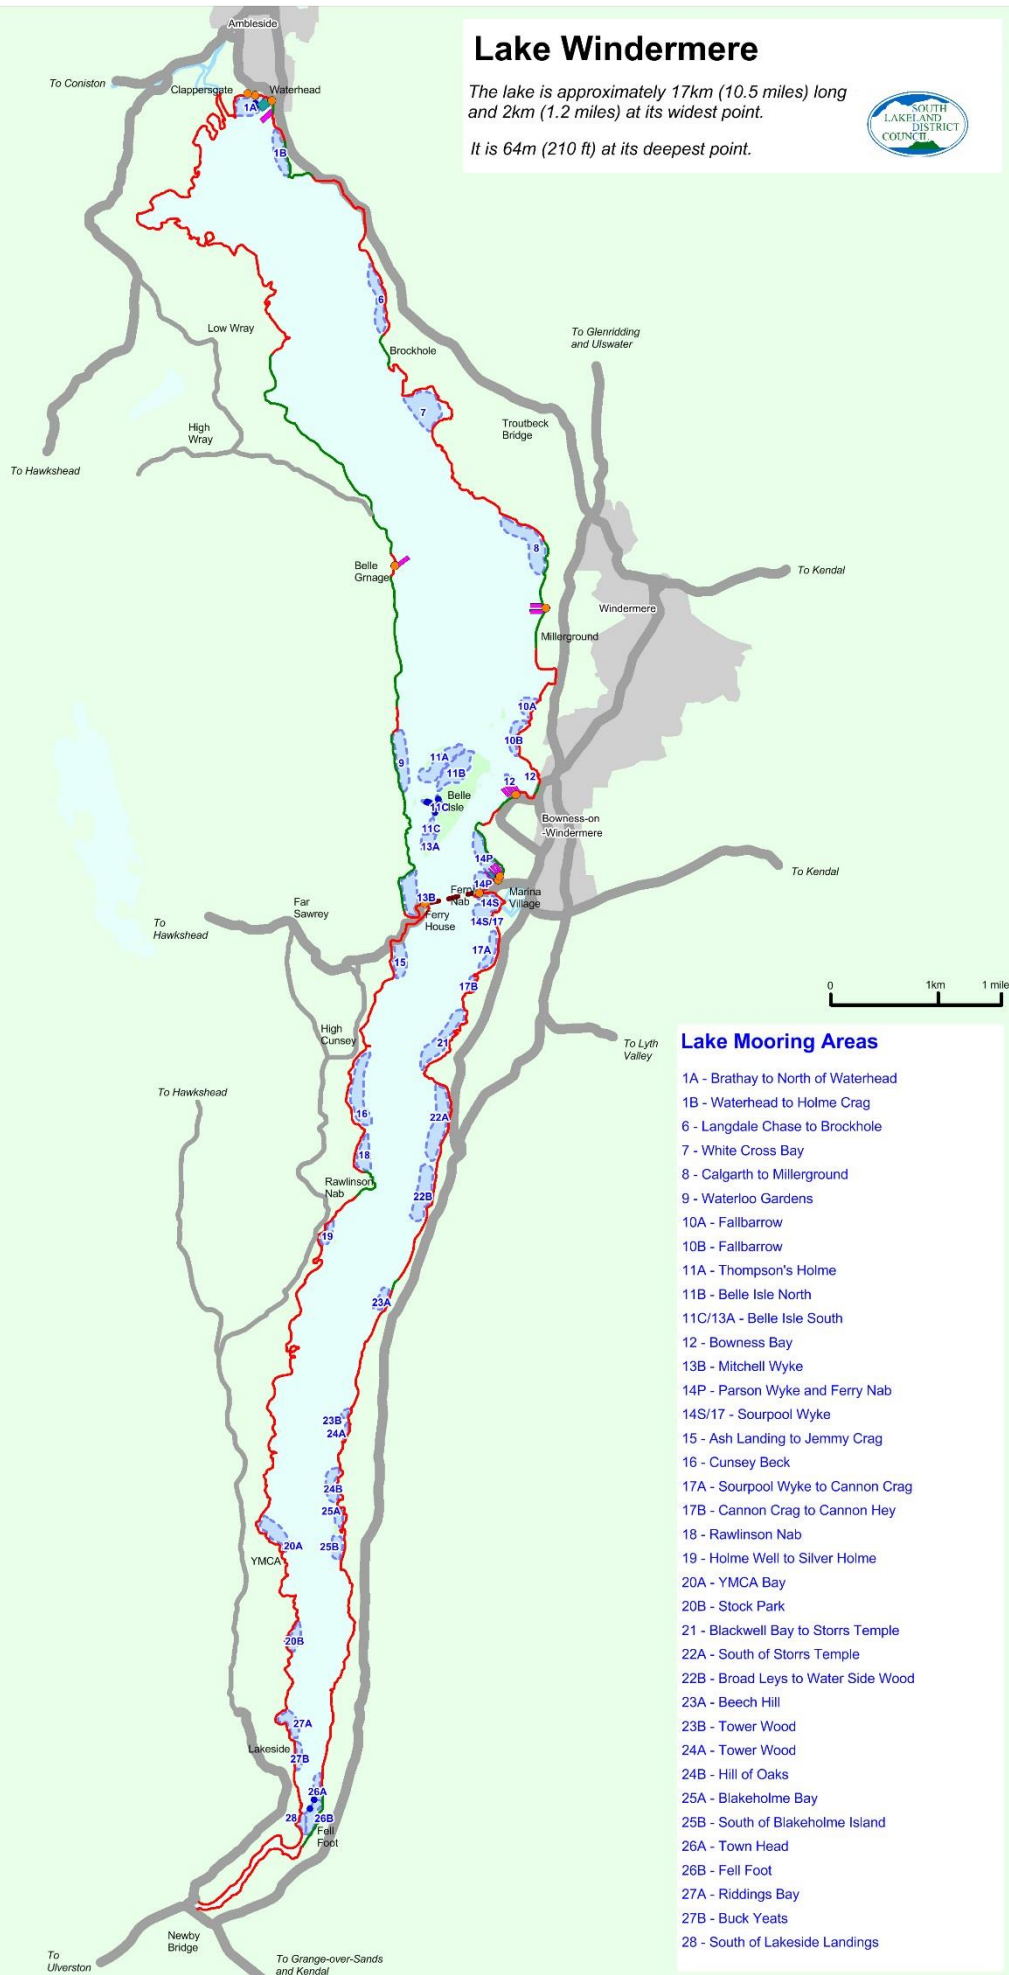 Lake Windermere
The lake is approximately 17km (10.5 miles) long
and 2km (1.2 miles) at its widest point.
It is 64m (210 ft) at its deepest point.
SOUTH
LAKELAND
DISTRICT
COUNCIL
Ambleside
To Coniston
Clappersgate
Waterhead
1A
1B
6
Low Wray
To Glenridding
and Ulswater
Brockhole
7
High
Wray
Troutbeck
Bridge
To Hawkshead
8
Belle
Grnage
To Kendal
Windermere
Millerground
10A
10B
9
11A
11B
12
12
Belle
Isle
11C
11C
13A
Bowness-on
-Windermere
14P
To Kendal
14P
Ferry
Nab
Marina
Village
13B
14S
Far
Sawrey
Ferry
House
14S/17
To
Hawkshead
17A
15
17B
0
1km
1 mile
High
Cunsey
21
To Lyth
Valley
To Hawkshead
16
22A
18
Rawlinson
Nab
22B
19
23A
23B
24A
24B
25A
20A
25B
YMCA
20B
27A
Lakeside
27B
26A
28
26B
Fell
Foot
Newby
Bridge
To
Ulverston
To Grange-over-Sands
and Kendal
Lake Mooring Areas
1A - Brathay to North of Waterhead
1B - Waterhead to Holme Crag
6 - Langdale Chase to Brockhole
7 - White Cross Bay
8 - Calgarth to Millerground
9 - Waterloo Gardens
10A - Fallbarrow
10B - Fallbarrow
11A - Thompson's Holme
11B - Belle Isle North
11C/13A - Belle Isle South
12 - Bowness Bay
13B - Mitchell Wyke
14P - Parson Wyke and Ferry Nab
14S/17 - Sourpool Wyke
15 - Ash Landing to Jemmy Crag
16 - Cunsey Beck
17A - Sourpool Wyke to Cannon Crag
17B - Cannon Crag to Cannon Hey
18 - Rawlinson Nab
19 - Holme Well to Silver Holme
20A - YMCA Bay
20B - Stock Park
21 - Blackwell Bay to Storrs Temple
22A - South of Storrs Temple
22B - Broad Leys to Water Side Wood
23A - Beech Hill
23B - Tower Wood
24A - Tower Wood
24B - Hill of Oaks
25A - Blakeholme Bay
25B - South of Blakeholme Island
26A - Town Head
26B - Fell Foot
27A - Riddings Bay
27B - Buck Yeats
28 - South of Lakeside Landings